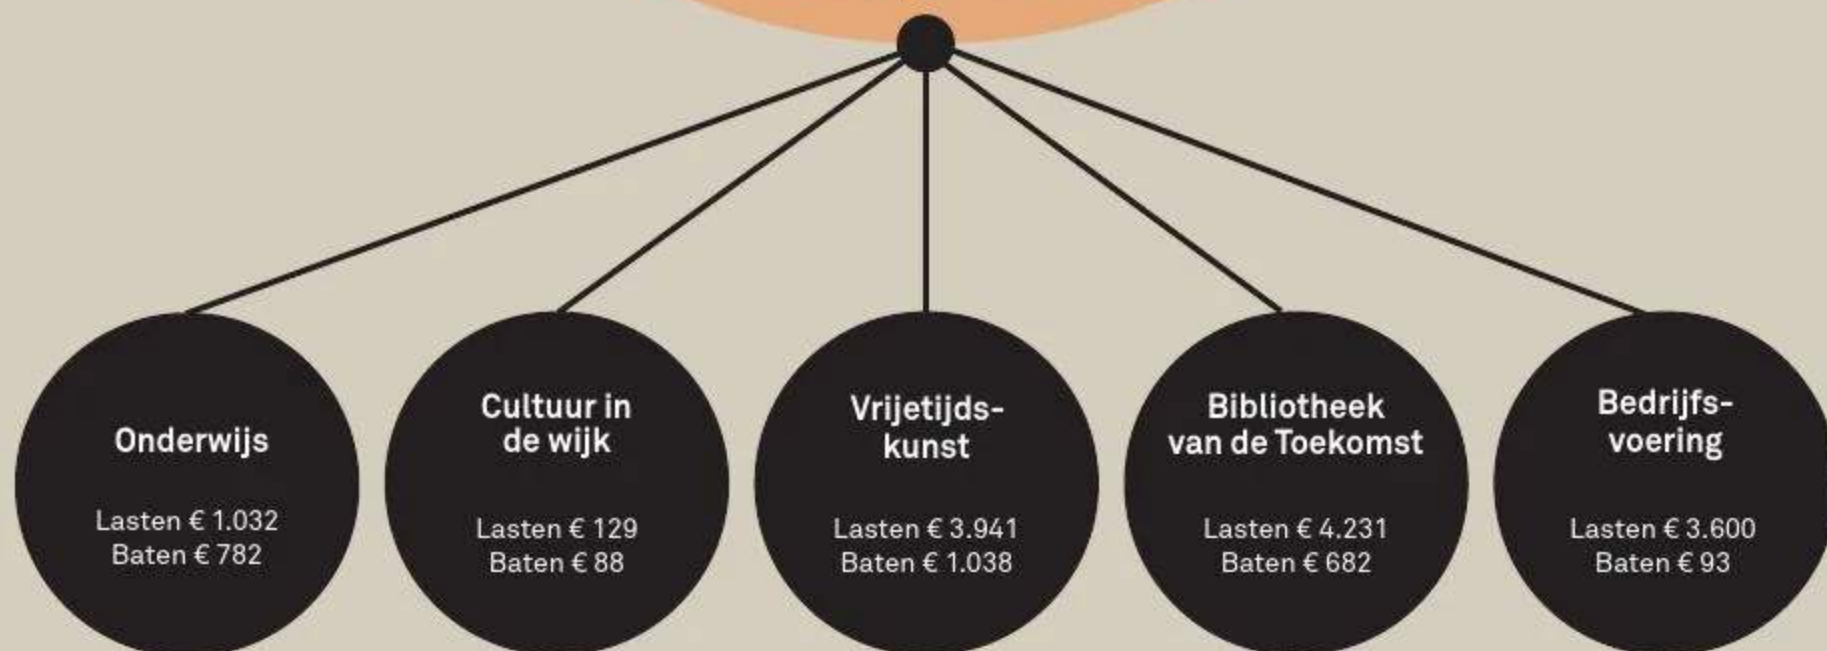 Onderwijs
Lasten € 1.032
Baten € 782
Cultuur in
de wijk
Lasten € 129
Baten € 88
Vrijetijds-
kunst
Lasten € 3.941
Baten € 1.038
Bibliotheek
van de Toekomst
Lasten € 4.231
Baten € 682
Bedrijfs-
voering
Lasten € 3.600
Baten € 93